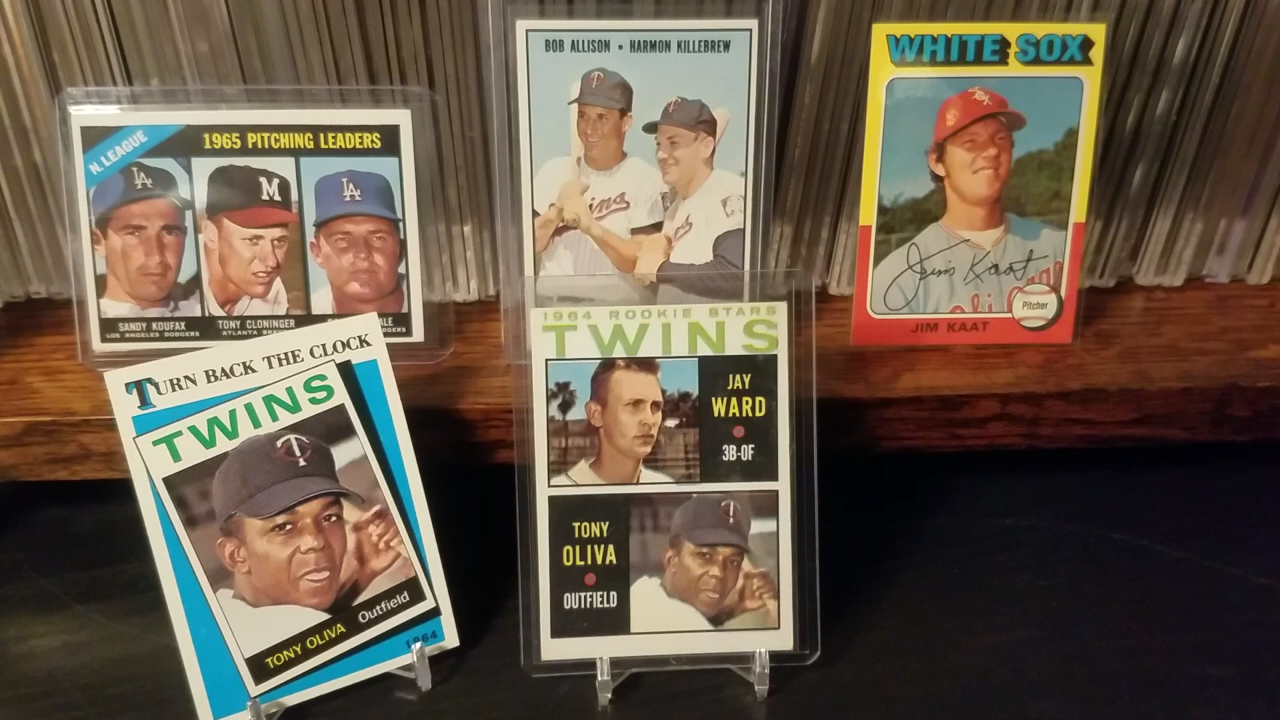 N. LEAGUE
1965 PITCHING LEADERS
LA
M
LA
SANDY KOUFAX
LOS ANGELES DODGERS
TONY CLONINGER
ATLANTA
BOB ALLISON • HARMON KILLEBREW
WHITE SOX
Jim Kaat
Pitcher
JIM KAAT
TURN BACK THE CLOCK
TWINS
TONY OLIVA Outfield
1964
1964 ROOKIE STARS
TWINS
JAY
WARD
3B-OF
TONY
OLIVA
OUTFIELD